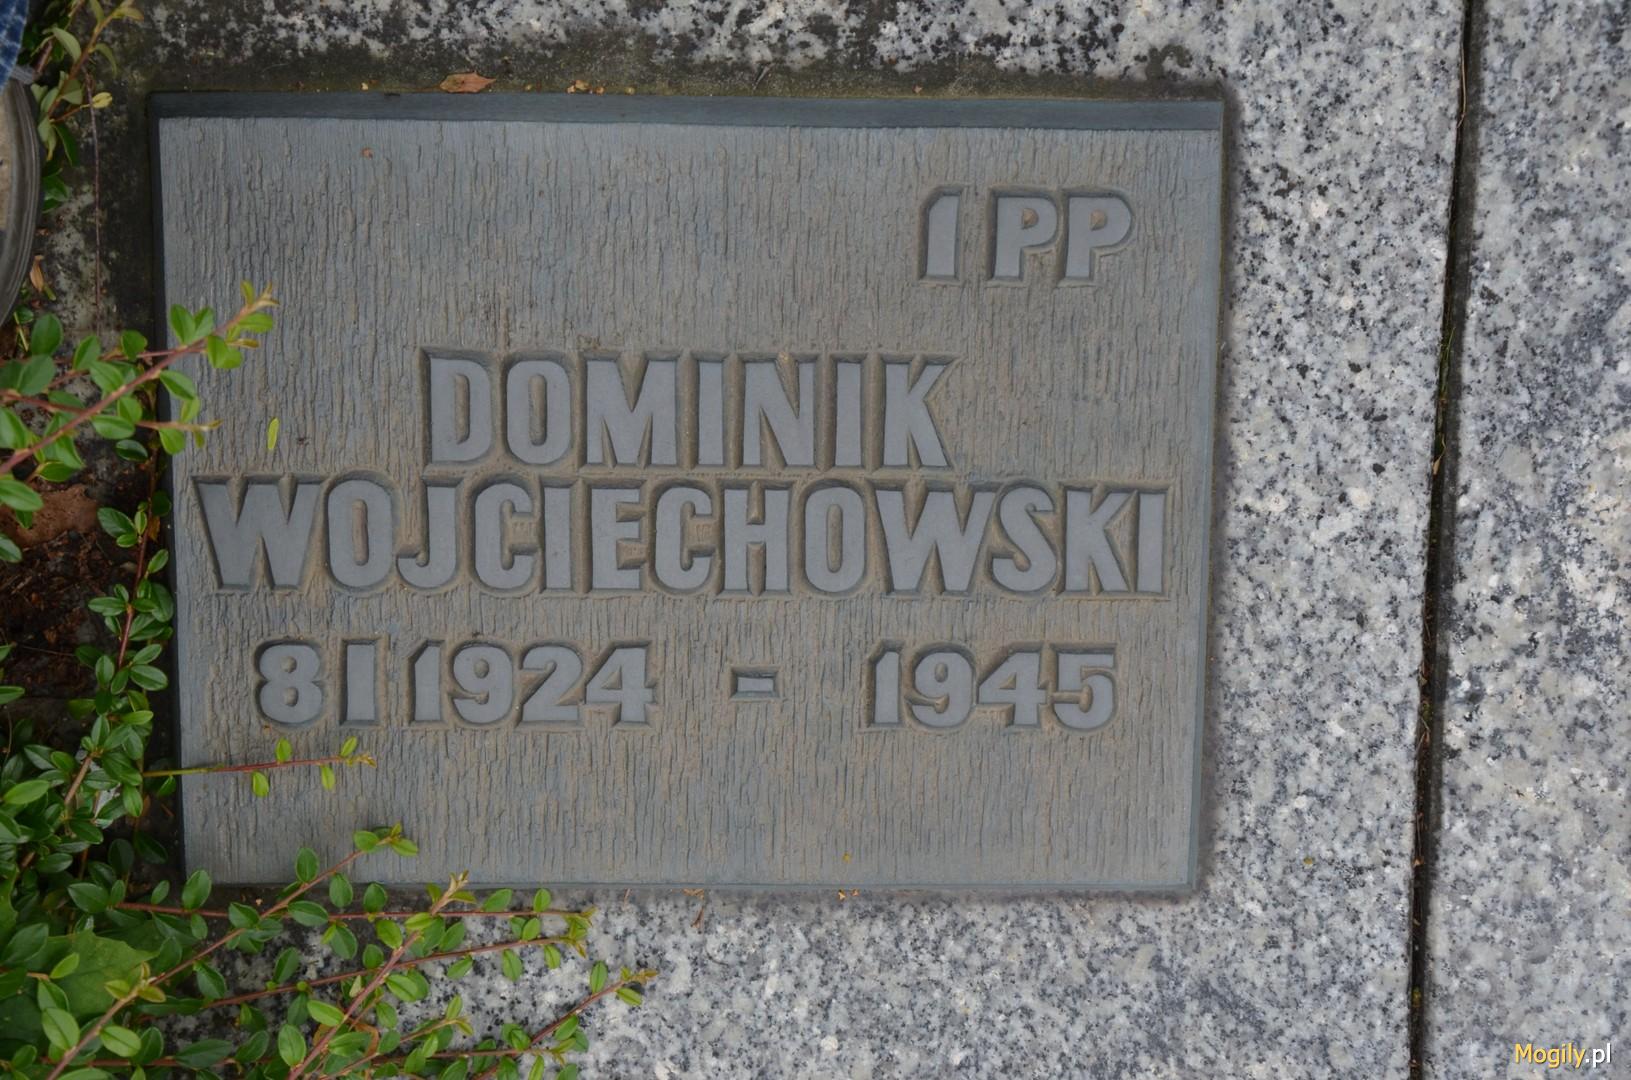 1 PP
DOMINIK
WOJCIECHOWSKI
8 I 1924 - 1945
Mogily.pl